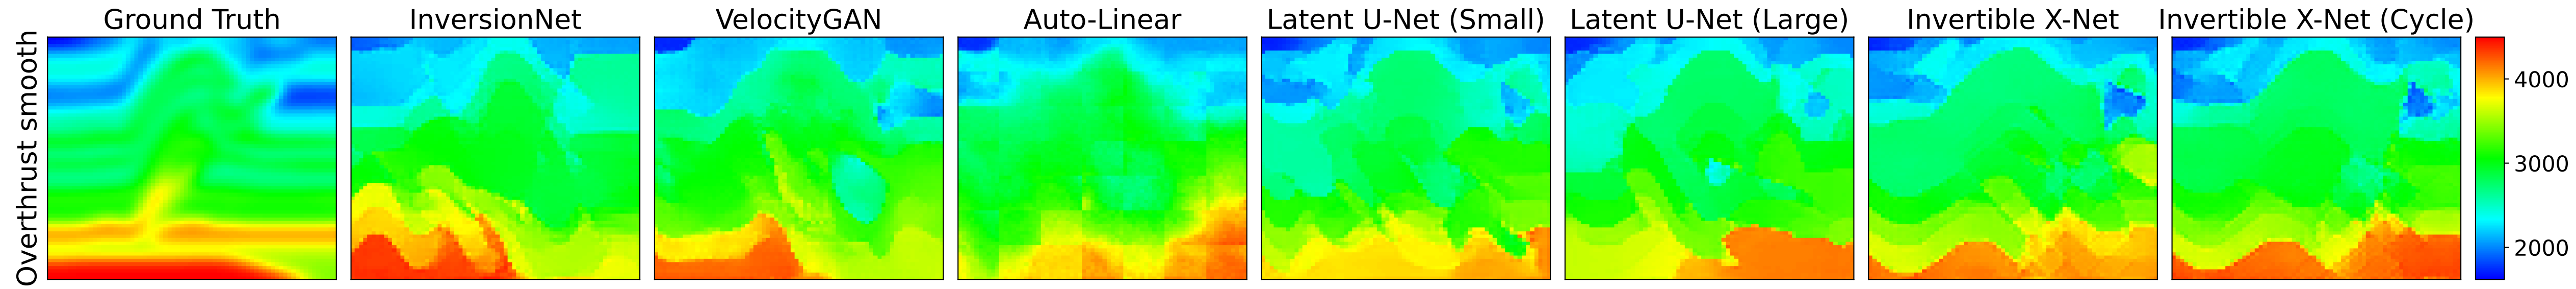 Ground Truth
InversionNet
VelocityGAN
Auto-Linear
Latent U-Net (Small)
Latent U-Net (Large)
Invertible X-Net
Invertible X-Net (Cycle)
Overthrust smooth
4000
3000
2000